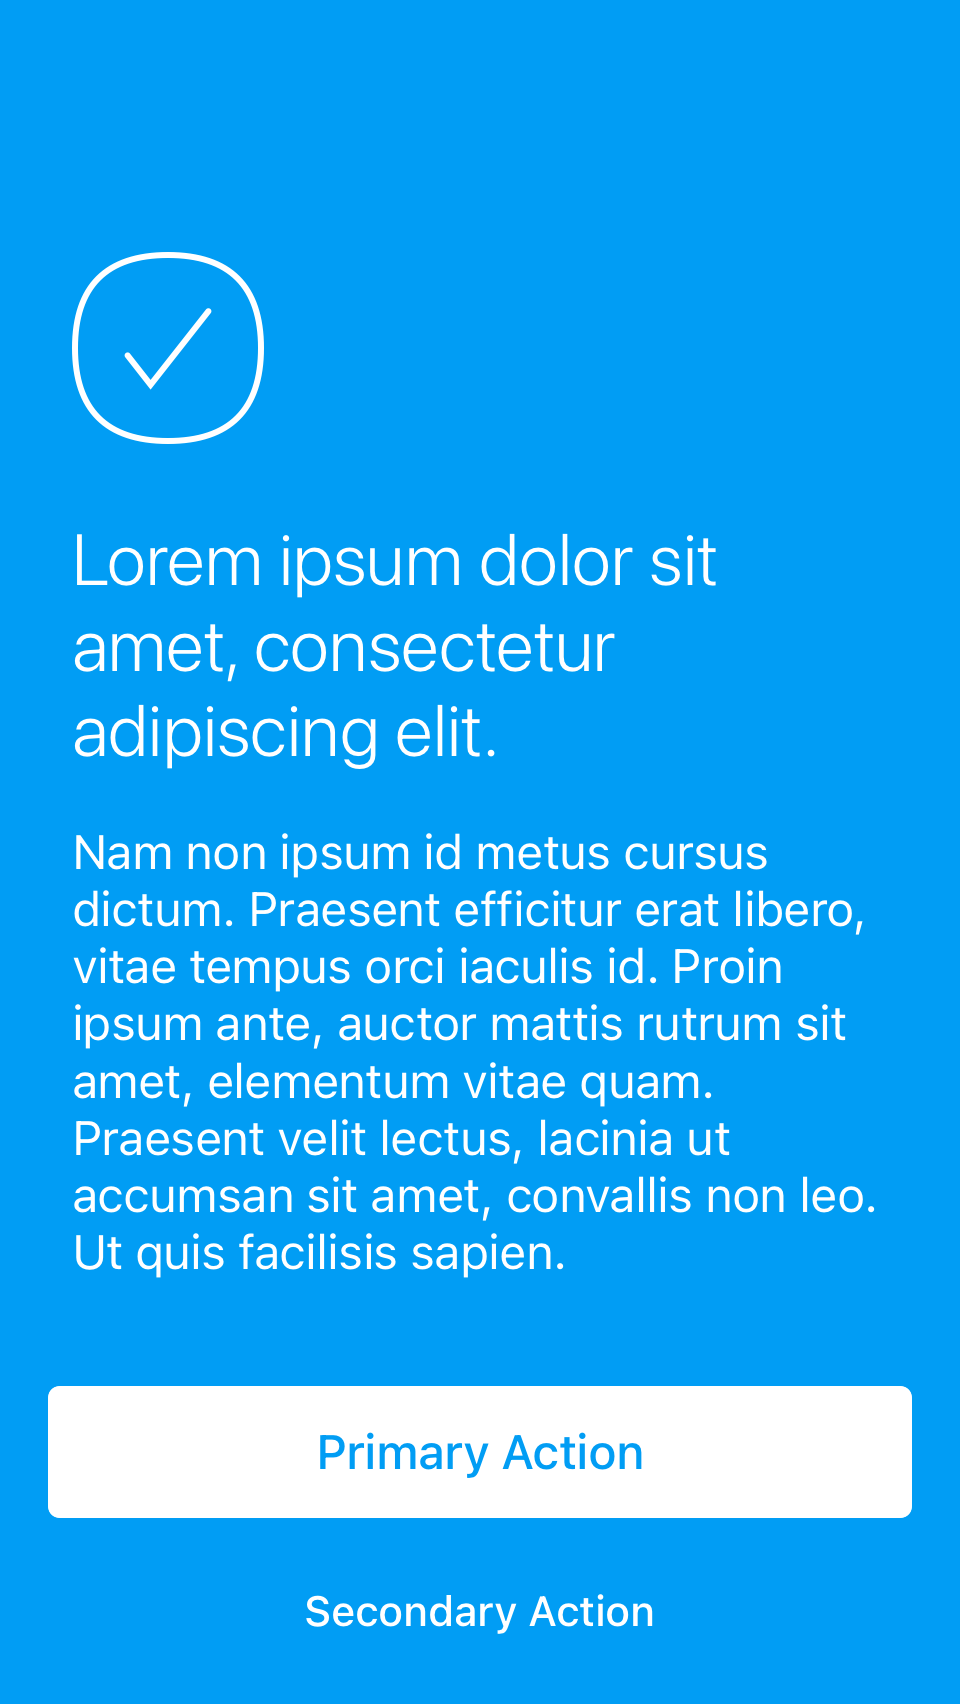 Lorem ipsum dolor sit
amet, consectetur
adipiscing elit.
Nam non ipsum id metus cursus
dictum. Praesent efficitur erat libero,
vitae tempus orci iaculis id. Proin
ipsum ante, auctor mattis rutrum sit
amet, elementum vitae quam.
Praesent velit lectus, lacinia ut
accumsan sit amet, convallis non leo.
Ut quis facilisis sapien.
Primary Action
Secondary Action